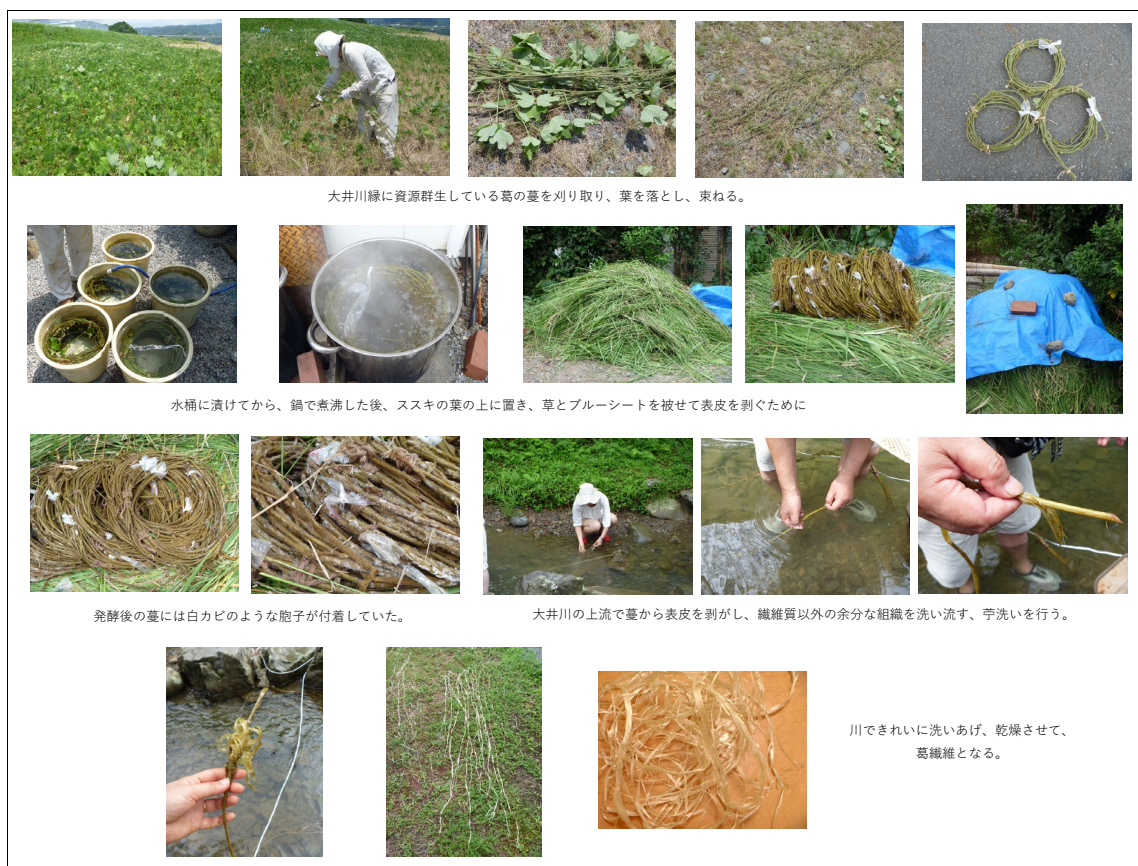 大井川縁に資源群生している葛の蔓を刈り取り、葉を落とし、束ねる。
水桶に漬けてから、鍋で煮沸した後、ススキの葉の上に置き、草とブルーシートを被せて表皮を剥ぐために
発酵後の蔓には白カビのような胞子が付着していた。
大井川の上流で蔓から表皮を剥がし、繊維質以外の余分な組織を洗い流す、苧洗いを行う。
川できれいに洗いあげ、乾燥させて、
葛繊維となる。